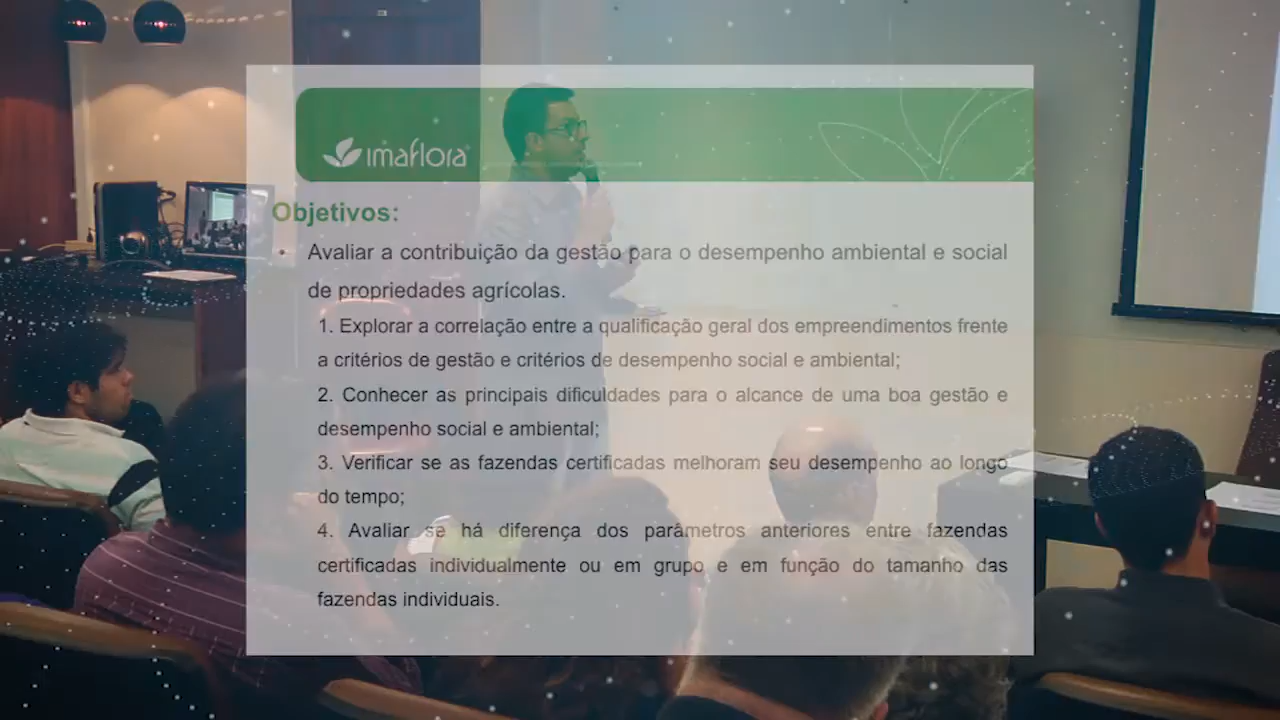 imaflora
Objetivos:
• Avaliar a contribuição da gestão para o desempenho ambiental e social
de propriedades agrícolas.
1. Explorar a correlação entre a qualificação geral dos empreendimentos frente
a critérios de gestão e critérios de desempenho social e ambiental;
2. Conhecer as principais dificuldades para o alcance de uma boa gestão e
desempenho social e ambiental;
3. Verificar se as fazendas certificadas melhoram seu desempenho ao longo
do tempo;
4. Avaliar se há diferença dos parâmetros anteriores entre fazendas
certificadas individualmente ou em grupo e em função do tamanho das
fazendas individuais.